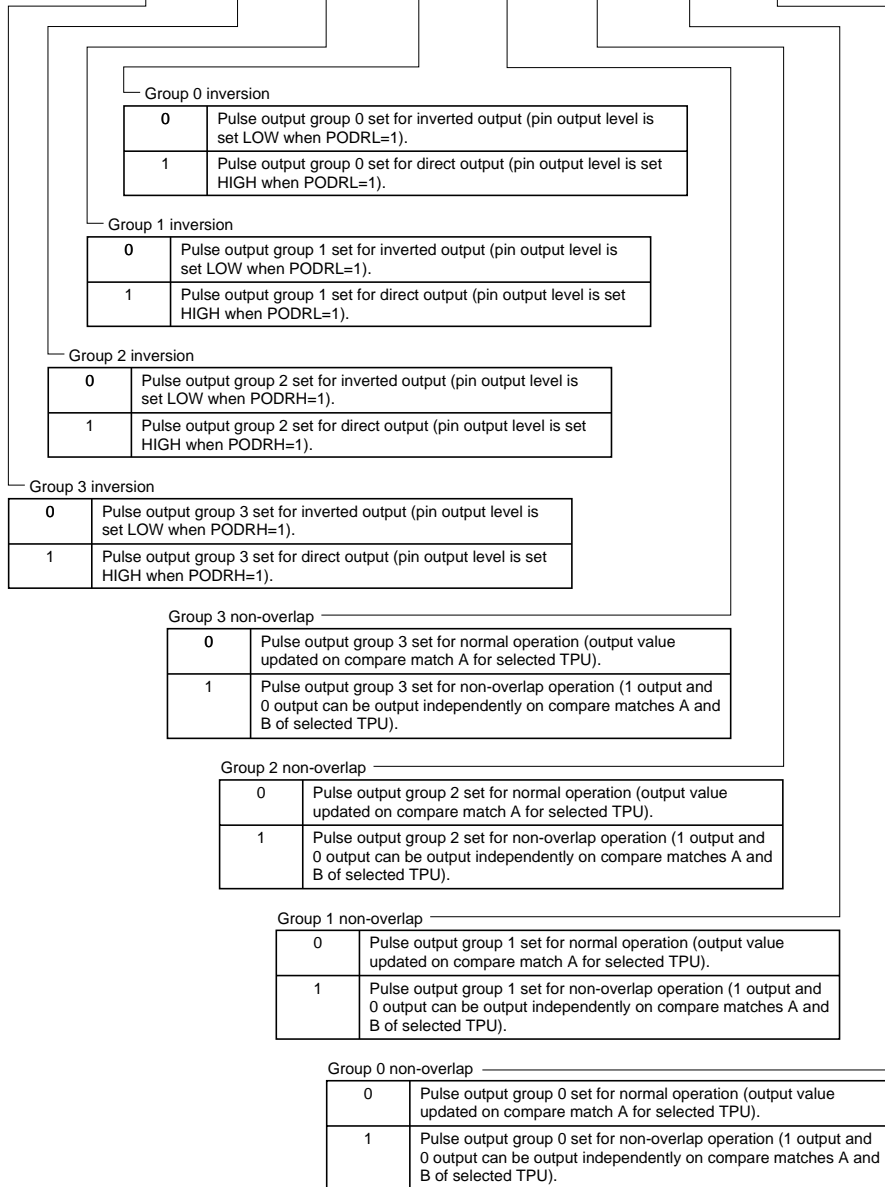 Group 0 inversion
0 Pulse output group 0 set for inverted output (pin output level is
set LOW when PODRL=1).
1 Pulse output group 0 set for direct output (pin output level is set
HIGH when PODRL=1).
Group 1 inversion
0 Pulse output group 1 set for inverted output (pin output level is
set LOW when PODRL=1).
1 Pulse output group 1 set for direct output (pin output level is set
HIGH when PODRL=1).
Group 2 inversion
0 Pulse output group 2 set for inverted output (pin output level is
set LOW when PODRH=1).
1 Pulse output group 2 set for direct output (pin output level is set
HIGH when PODRH=1).
Group 3 inversion
0 Pulse output group 3 set for inverted output (pin output level is
set LOW when PODRH=1).
1 Pulse output group 3 set for direct output (pin output level is set
HIGH when PODRH=1).
Group 3 non-overlap
0 Pulse output group 3 set for normal operation (output value
updated on compare match A for selected TPU).
1 Pulse output group 3 set for non-overlap operation (1 output and
0 output can be output independently on compare matches A and
B of selected TPU).
Group 2 non-overlap
0 Pulse output group 2 set for normal operation (output value
updated on compare match A for selected TPU).
1 Pulse output group 2 set for non-overlap operation (1 output and
0 output can be output independently on compare matches A and
B of selected TPU).
Group 1 non-overlap
0 Pulse output group 1 set for normal operation (output value
updated on compare match A for selected TPU).
1 Pulse output group 1 set for non-overlap operation (1 output and
0 output can be output independently on compare matches A and
B of selected TPU).
Group 0 non-overlap
0 Pulse output group 0 set for normal operation (output value
updated on compare match A for selected TPU).
1 Pulse output group 0 set for non-overlap operation (1 output and
0 output can be output independently on compare matches A and
B of selected TPU).